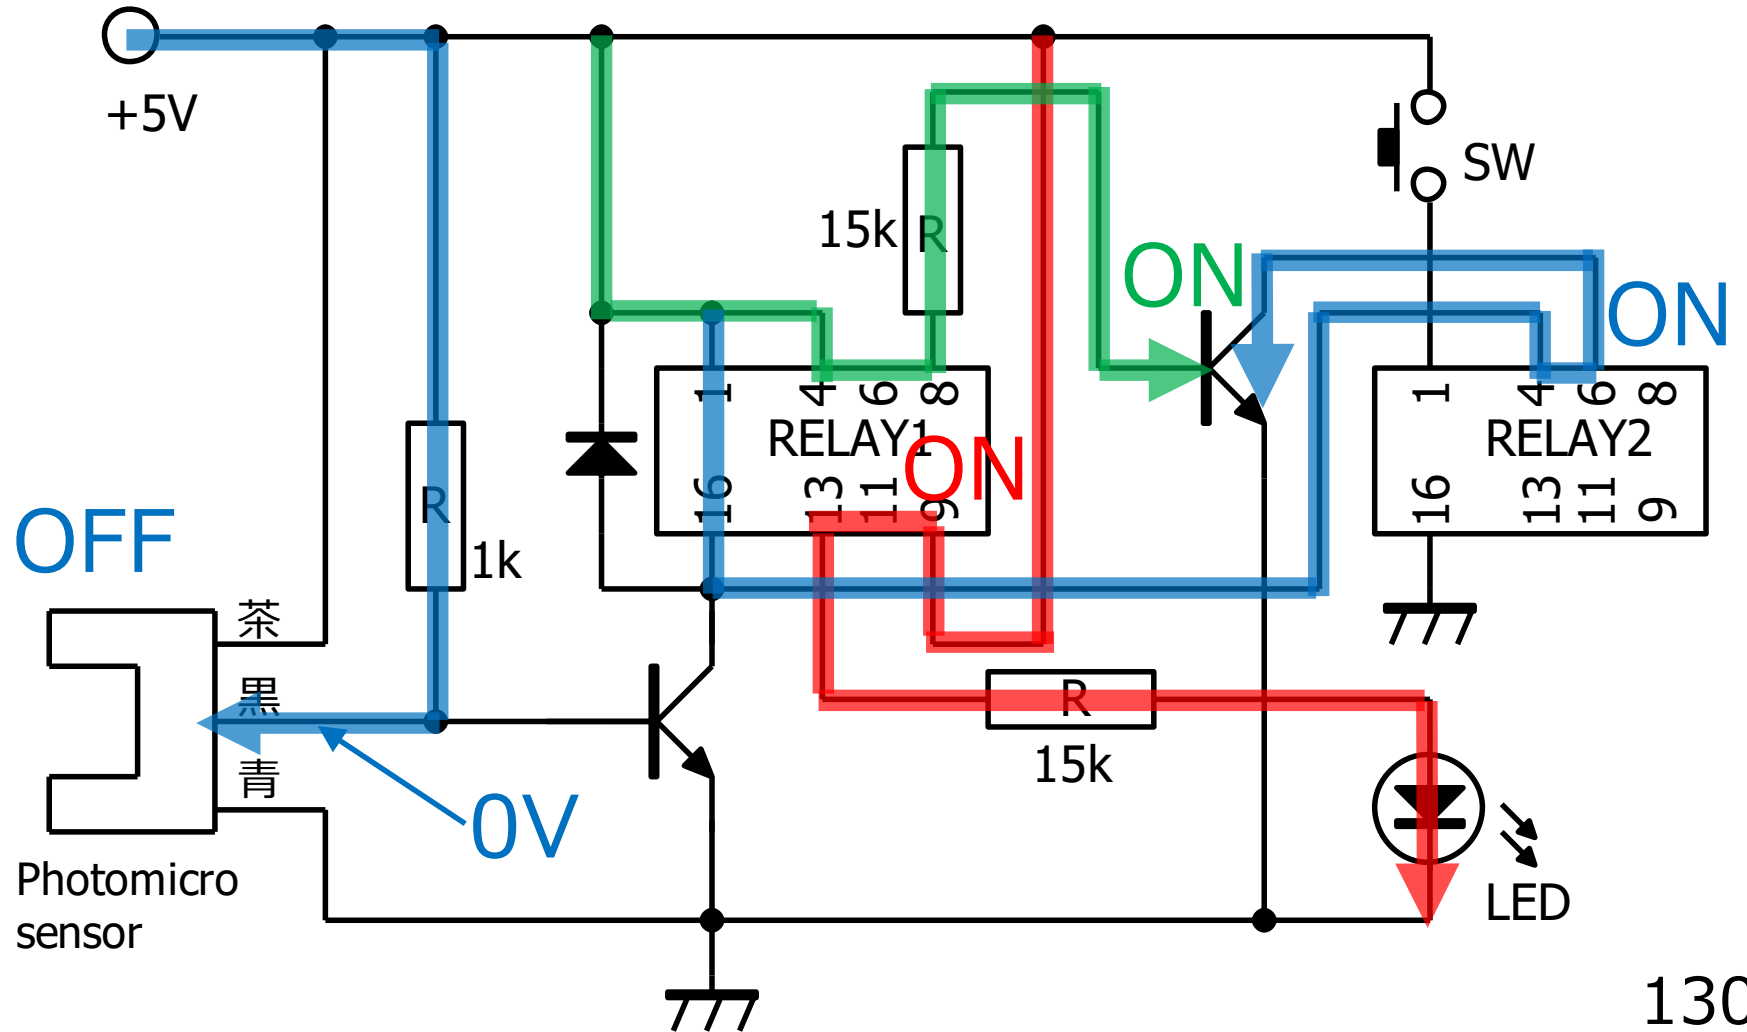 +5V
SW
15k
R
ON
ON
1 4 6 8
RELAY1
ON
16 13 11 9
1 4 6 8
RELAY2
16 13 11 9
OFF
R
1k
茶
黒
青
0V
R
15k
Photomicro
sensor
LED
130